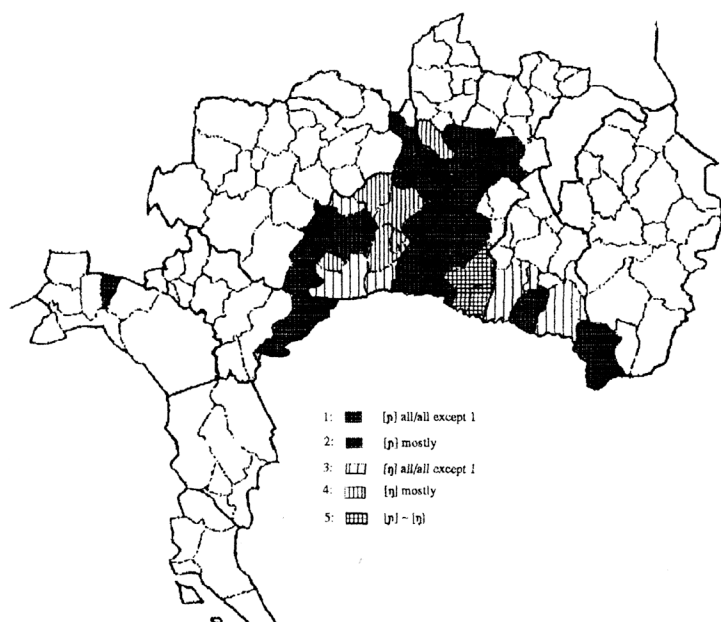 1: [ɲ] all/all except 1
2: [ɲ] mostly
3: [ŋ] all/all except 1
4: [ŋ] mostly
5: [ɲ] ~ [ŋ]